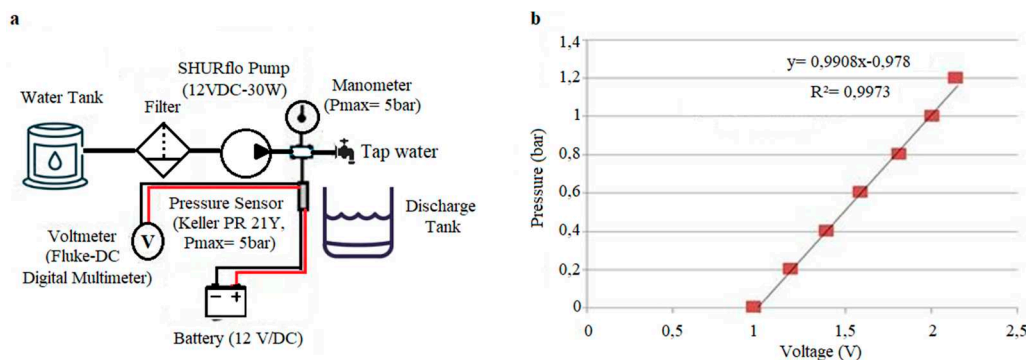 a
SHURflo Pump
(12VDC-30W)
Manometer
(Pmax= 5bar)
Water Tank
Filter
Tap water
Pressure Sensor
(Keller PR 21Y,
Pmax= 5bar)
Discharge
Tank
V
Voltmeter
(Fluke-DC
Digital Multimeter)
− +
Battery (12 V/DC)
b
1,4
1.2
1
0,8
0,6
0,4
0,2
0
y= 0,9908x-0,978
R²= 0,9973
Pressure (bar)
0 0,5 1 1,5 2 2,5
Voltage (V)